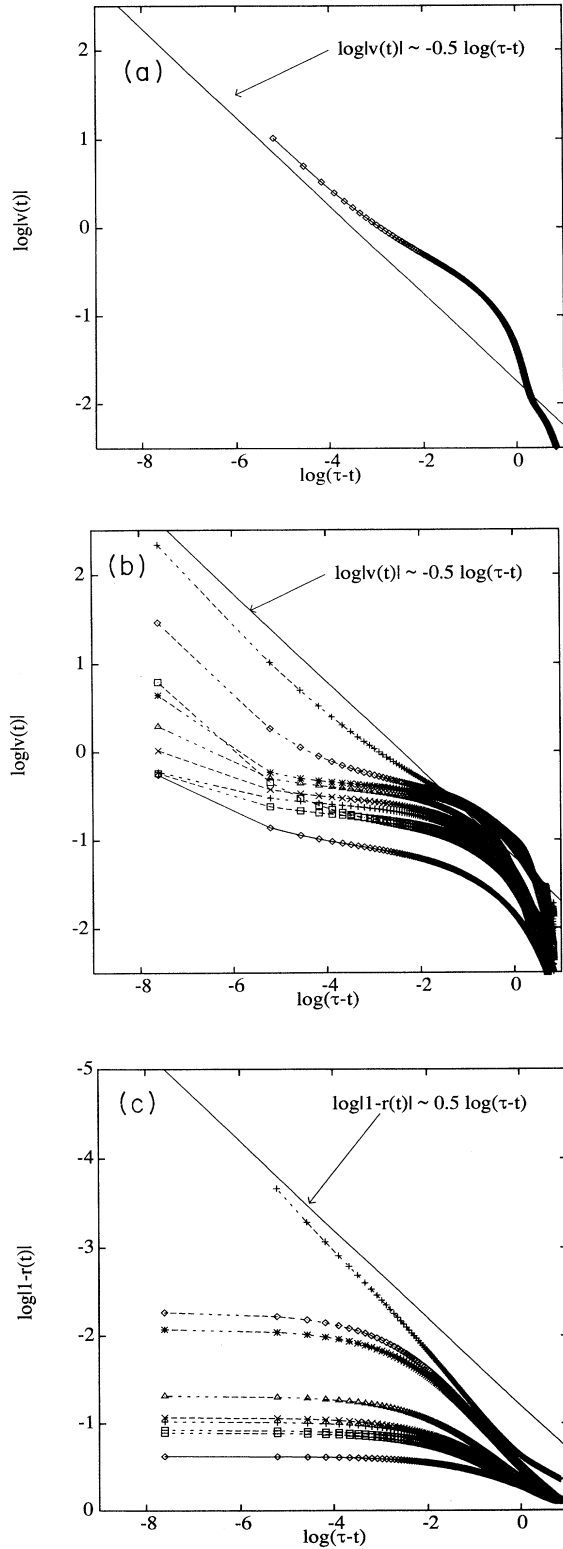 (a)
log|v(t)| ~ -0.5 log(τ-t)
2
1
0
-1
-2
log|v(t)|
-8 -6 -4 -2 0
log(τ-t)
(b)
log|v(t)| ~ -0.5 log(τ-t)
2
1
0
-1
-2
log|v(t)|
-8 -6 -4 -2 0
log(τ-t)
(c)
log|1-r(t)| ~ 0.5 log(τ-t)
-5
-4
-3
-2
-1
0
log|1-r(t)|
-8 -6 -4 -2 0
log(τ-t)